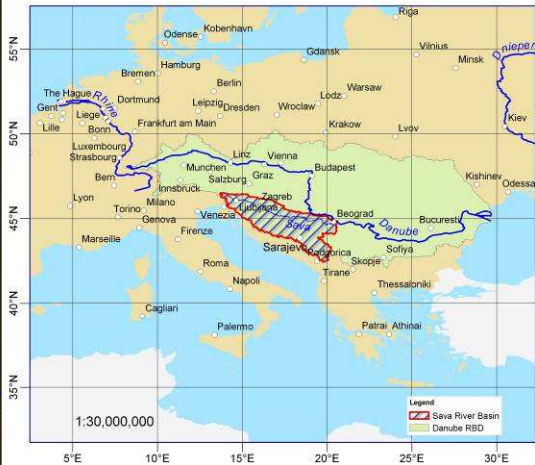 Riga
55°N
Kobenhavn
Odense
Vilnius
Dnieper
Gdansk
Minsk
Hamburg
Bremen
Berlin
The Hague
Rhine
Dortmund
Lodz
Warsaw
Gent
Liege
Leipzig
Dresden
Wroclaw
Kiev
50°N
Lille
Bonn
Frankfurt am Main
Krakow
Lvov
Luxembourg
Strasbourg
Linz
Vienna
Munchen
Budapest
Bern
Salzburg
Graz
Kishinev
Innsbruck
Odessa
Lyon
Milano
Ljubljana
Zagreb
45°N
Torino
Venezia
Sava
Beograd
Danube
Bucuresti
Genova
Marseille
Firenze
Sarajevo
Podgorica
Sofiya
Skopje
Roma
Tirane
Napoli
Thessaloniki
40°N
Cagliari
Palermo
Patrai
Athinai
35°N
1:30,000,000
Legend
Sava River Basin
Danube RBD
5°E
10°E
15°E
20°E
25°E
30°E